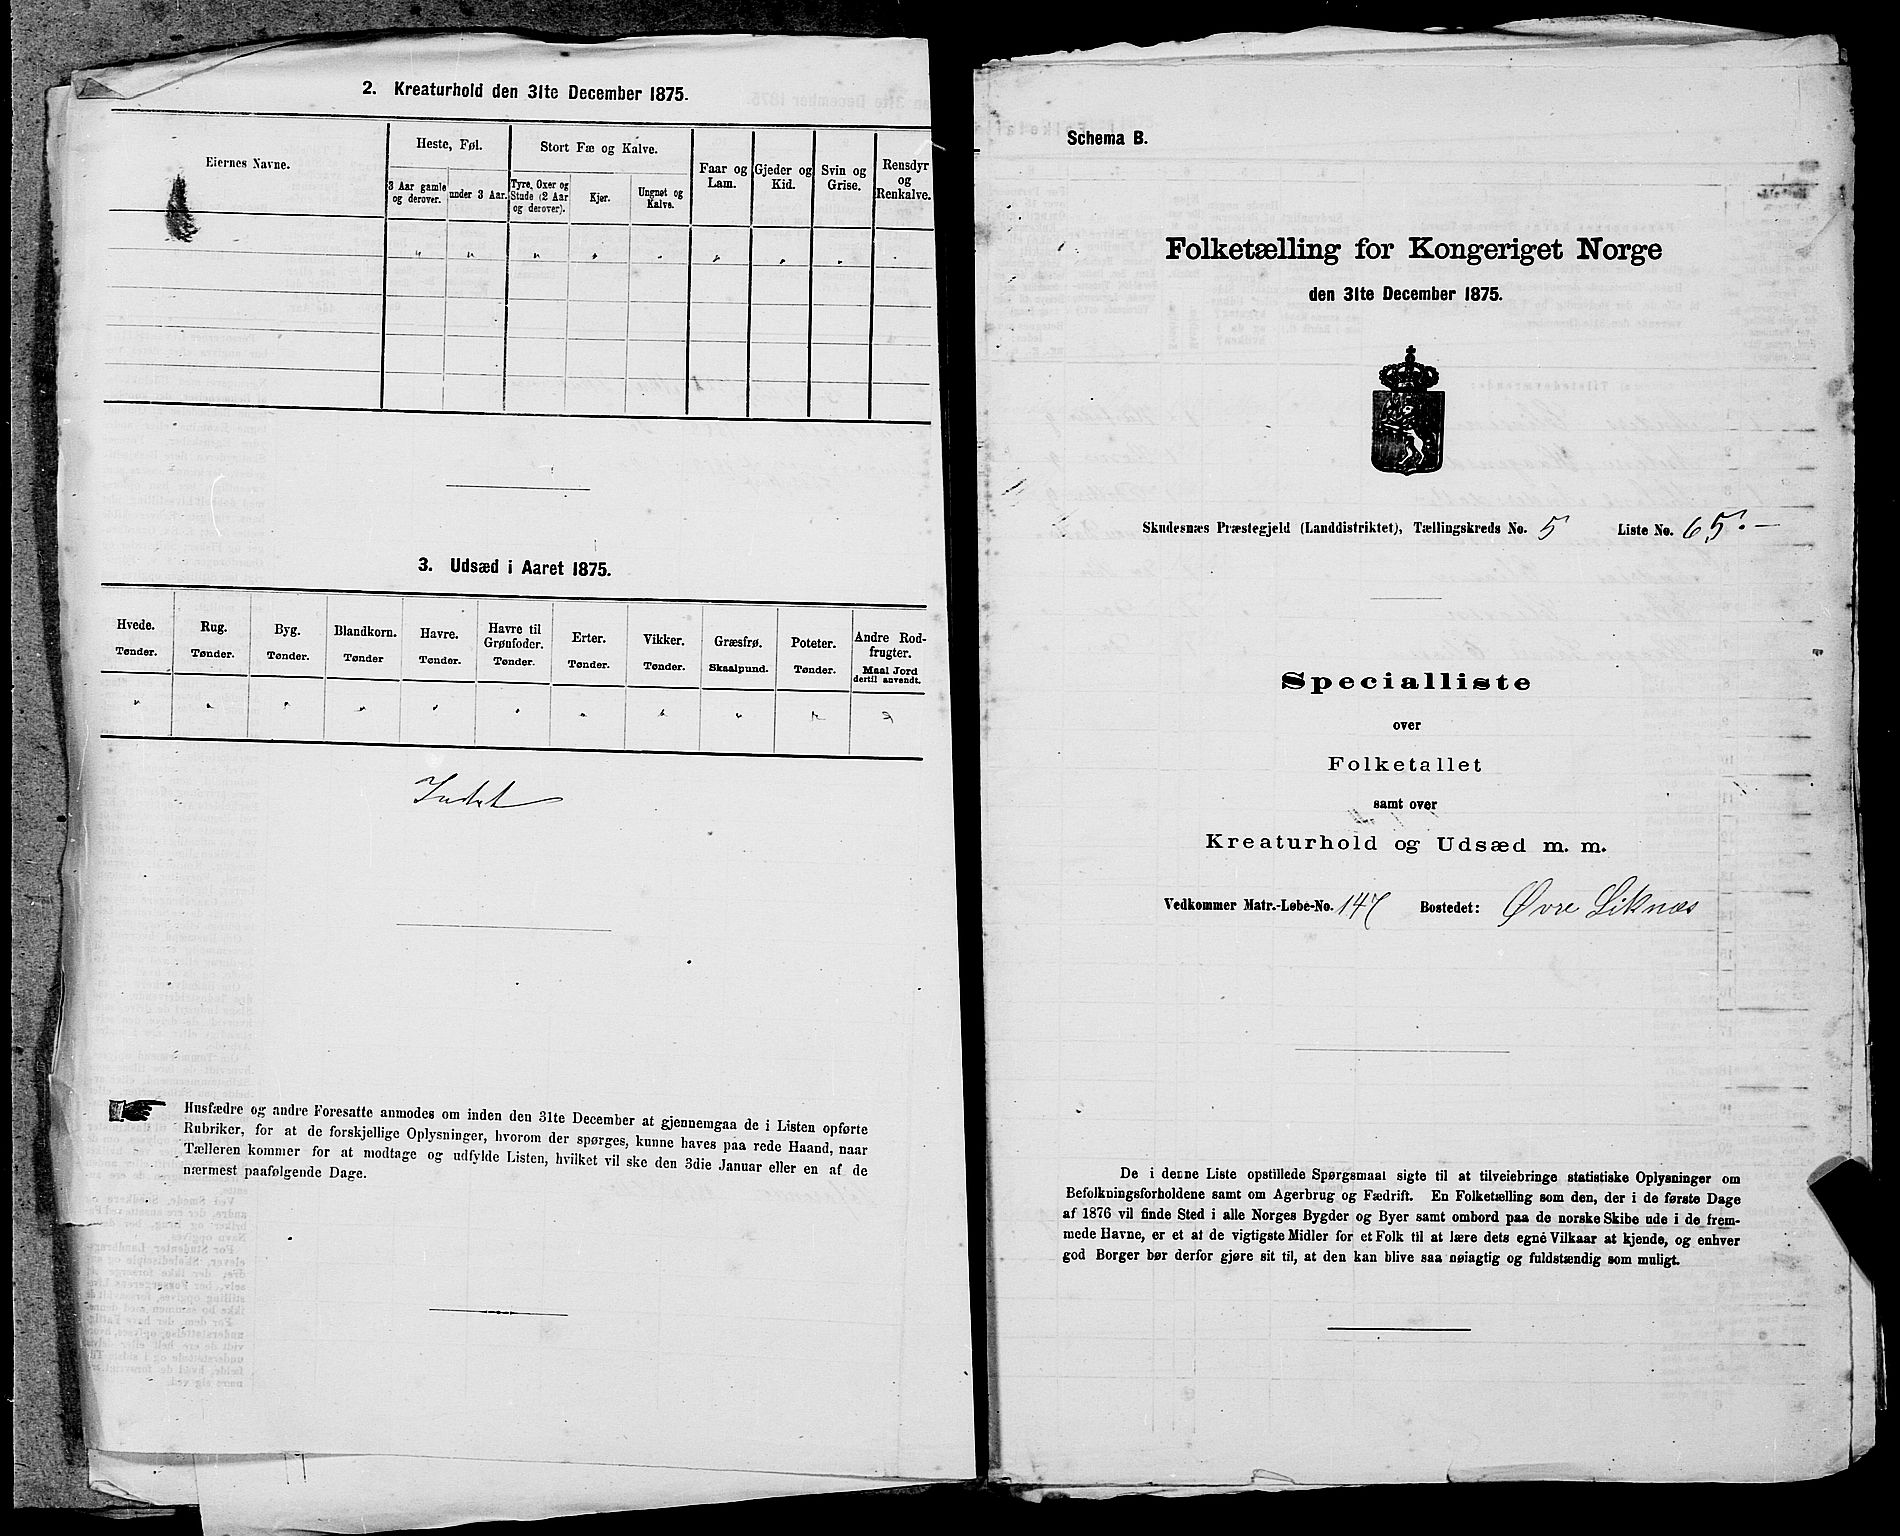 2. Kreaturhold den 31te December 1875.
Eiernes Navne.
Heste, Føl.
Stort Fæ og Kalve.
Faar og Lam.
Gjeder og Kid.
Svin og Grise.
Rensdyr og Renkalve.
3 Aar gamle og derover.
under 3 Aar.
Tyre, Oxer og Stude (2 Aar og derover).
Kjør.
Ungnøt og Kalve.
" " " " " " " " "
3. Udsæd i Aaret 1875.
Hvede. Tønder.
Rug. Tønder.
Byg. Tønder.
Blandkorn. Tønder
Havre. Tønder.
Havre til Grønfoder. Tønder.
Erter. Tønder.
Vikker. Tønder.
Græsfrø. Skaalpund.
Poteter. Tønder.
Andre Rodfrugter. Maal Jord dertil anvendt.
" " " " " " " " " " "
Intet
Husfædre og andre Foresatte anmodes om inden den 31te December at gjennemgaa de i Listen opførte
Rubriker, for at de forskjellige Oplysninger, hvorom der spørges, kunne haves paa rede Haand, naar
Tælleren kommer for at modtage og udfylde Listen, hvilket vil ske den 3die Januar eller en af de
nærmest paafølgende Dage.
Schema B.
Folketælling for Kongeriget Norge
den 31te December 1875.
Skudesnæs Præstegjeld (Landdistriktet), Tællingskreds No. 5 Liste No. 65.
Specialliste
over
Folketallet
samt over
Kreaturhold og Udsæd m. m.
Vedkommer Matr.-Løbe-No. 147 Bostedet: Øvre Liknæs
De i denne Liste opstillede Spørgsmaal sigte til at tilveiebringe statistiske Oplysninger om
Befolkningsforholdene samt om Agerbrug og Fædrift. En Folketælling som den, der i de første Dage
af 1876 vil finde Sted i alle Norges Bygder og Byer samt ombord paa de norske Skibe ude i de frem-
mede Havne, er et af de vigtigste Midler for et Folk til at lære dets egne Vilkaar at kjende, og enhver
god Borger bør derfor gjøre sit til, at den kan blive saa nøiagtig og fuldstændig som muligt.